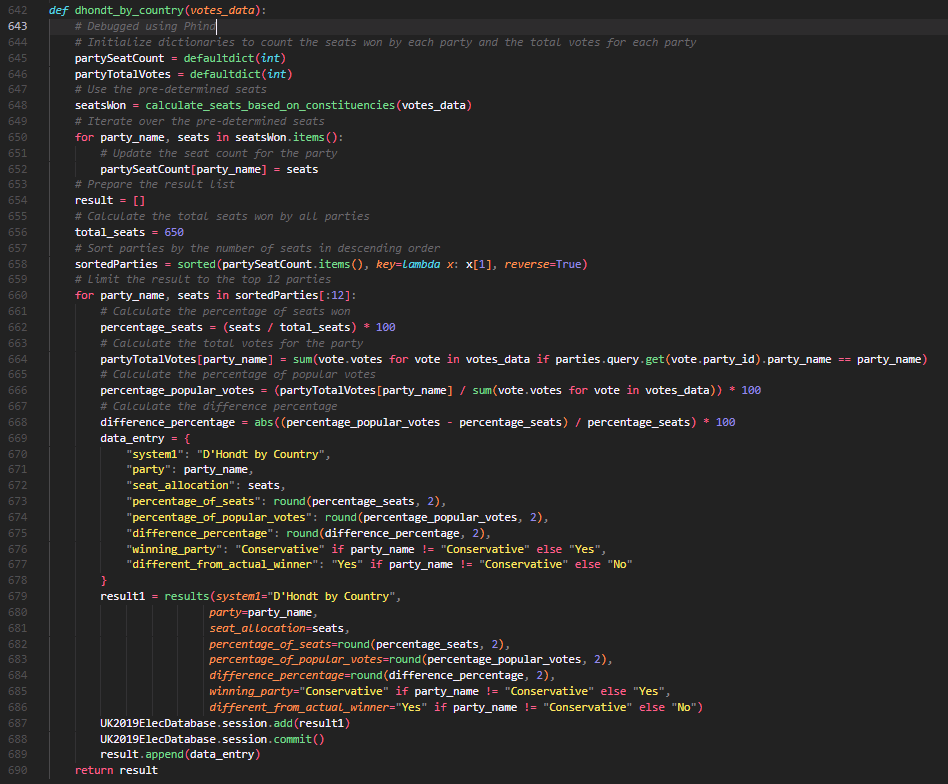 642 def dhondt_by_country(votes_data):
643     # Debugged using Phind
644     # Initialize dictionaries to count the seats won by each party and the total votes for each party
645     partySeatCount = defaultdict(int)
646     partyTotalVotes = defaultdict(int)
647     # Use the pre-determined seats
648     seatsWon = calculate_seats_based_on_constituencies(votes_data)
649     # Iterate over the pre-determined seats
650     for party_name, seats in seatsWon.items():
651         # Update the seat count for the party
652         partySeatCount[party_name] = seats
653     # Prepare the result list
654     result = []
655     # Calculate the total seats won by all parties
656     total_seats = 650
657     # Sort parties by the number of seats in descending order
658     sortedParties = sorted(partySeatCount.items(), key=lambda x: x[1], reverse=True)
659     # Limit the result to the top 12 parties
660     for party_name, seats in sortedParties[:12]:
661         # Calculate the percentage of seats won
662         percentage_seats = (seats / total_seats) * 100
663         # Calculate the total votes for the party
664         partyTotalVotes[party_name] = sum(vote.votes for vote in votes_data if parties.query.get(vote.party_id).party_name == party_name)
665         # Calculate the percentage of popular votes
666         percentage_popular_votes = (partyTotalVotes[party_name] / sum(vote.votes for vote in votes_data)) * 100
667         # Calculate the difference percentage
668         difference_percentage = abs((percentage_popular_votes - percentage_seats) / percentage_seats) * 100
669         data_entry = {
670             "system1": "D'Hondt by Country",
671             "party": party_name,
672             "seat_allocation": seats,
673             "percentage_of_seats": round(percentage_seats, 2),
674             "percentage_of_popular_votes": round(percentage_popular_votes, 2),
675             "difference_percentage": round(difference_percentage, 2),
676             "winning_party": "Conservative" if party_name != "Conservative" else "Yes",
677             "different_from_actual_winner": "Yes" if party_name != "Conservative" else "No"
678         }
679         result1 = results(system1="D'Hondt by Country",
680                           party=party_name,
681                           seat_allocation=seats,
682                           percentage_of_seats=round(percentage_seats, 2),
683                           percentage_of_popular_votes=round(percentage_popular_votes, 2),
684                           difference_percentage=round(difference_percentage, 2),
685                           winning_party="Conservative" if party_name != "Conservative" else "Yes",
686                           different_from_actual_winner="Yes" if party_name != "Conservative" else "No")
687         UK2019ElecDatabase.session.add(result1)
688         UK2019ElecDatabase.session.commit()
689         result.append(data_entry)
690     return result